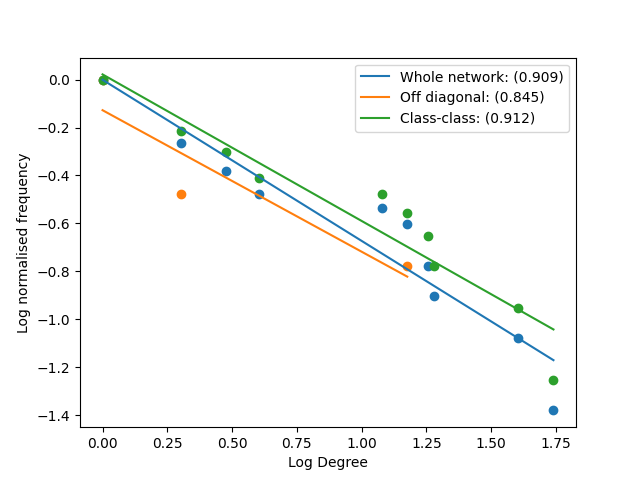 Whole network: (0.909)
Off diagonal: (0.845)
Class-class: (0.912)
Log normalised frequency
0.0
−0.2
−0.4
−0.6
−0.8
−1.0
−1.2
−1.4
0.00 0.25 0.50 0.75 1.00 1.25 1.50 1.75
Log Degree